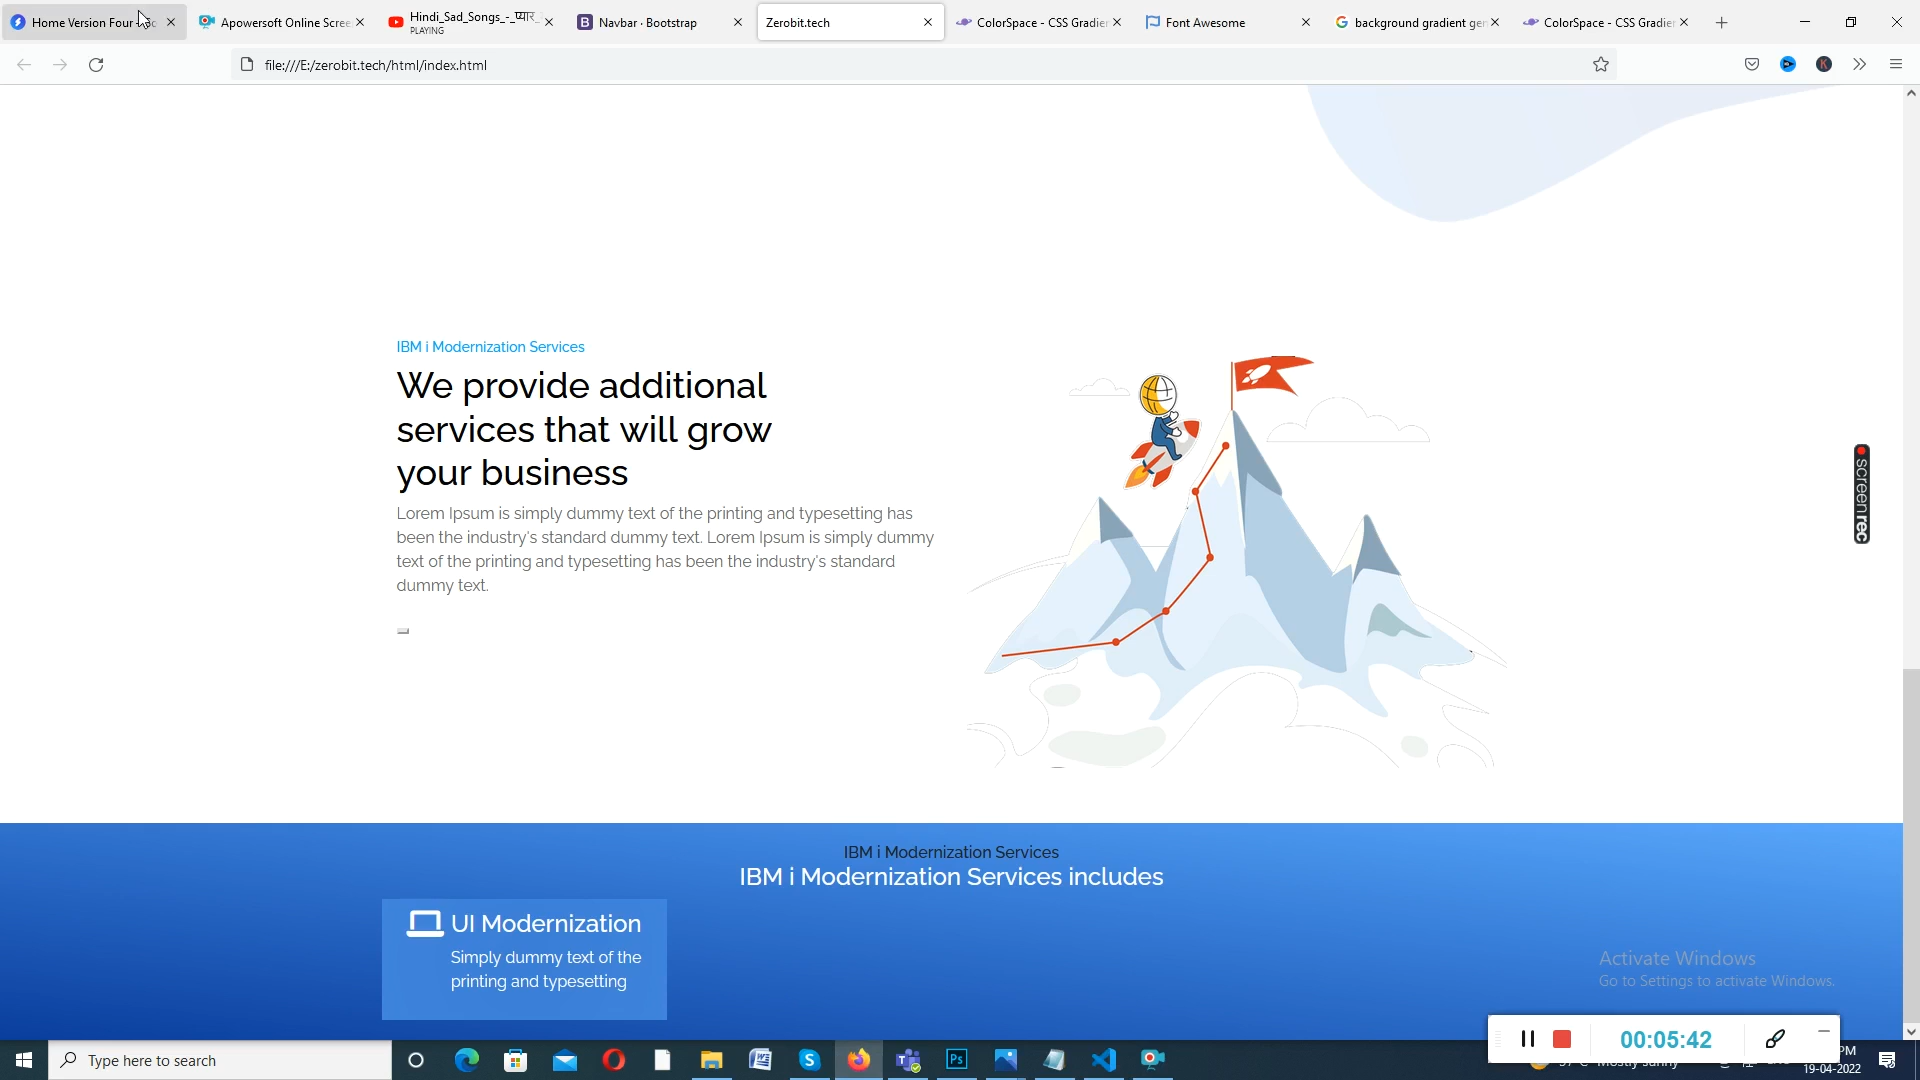 Home Version Four
Apowersoft Online Scree
Hindi_Sad_Songs_-_प्यार_
PLAYING
Navbar · Bootstrap
Zerobit.tech
ColorSpace - CSS Gradien
Font Awesome
background gradient gen
ColorSpace - CSS Gradien
file:///E:/zerobit.tech/html/index.html
K
IBM i Modernization Services
We provide additional
services that will grow
your business
Lorem Ipsum is simply dummy text of the printing and typesetting has
been the industry's standard dummy text. Lorem Ipsum is simply dummy
text of the printing and typesetting has been the industry's standard
dummy text.
screenrec
IBM i Modernization Services
IBM i Modernization Services includes
UI Modernization
Simply dummy text of the
printing and typesetting
Activate Windows
Go to Settings to activate Windows.
00:05:42
Type here to search
PM
19-04-2022